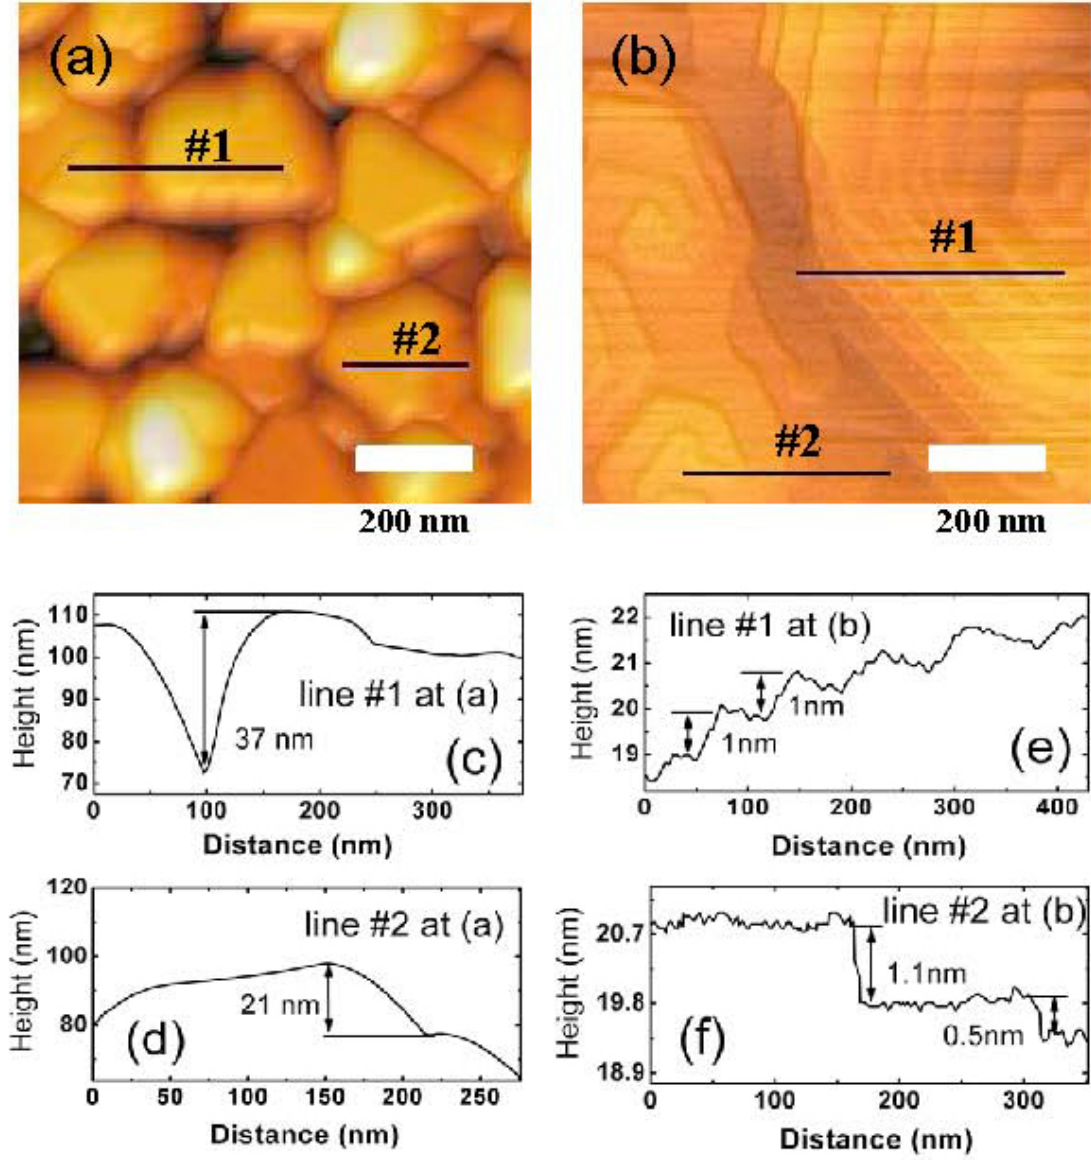 (a)
#1
#2
200 nm
(b)
#1
#2
200 nm
Height (nm)
110
100
90
80
70
line #1 at (a)
37 nm
(c)
0
100
200
300
Distance (nm)
Height (nm)
22
21
20
19
line #1 at (b)
1nm
1nm
(e)
0
100
200
300
400
Distance (nm)
Height (nm)
120
100
80
line #2 at (a)
21 nm
(d)
0
50
100
150
200
250
Distance (nm)
Height (nm)
20.7
19.8
18.9
line #2 at (b)
1.1nm
0.5nm
(f)
0
100
200
300
Distance (nm)